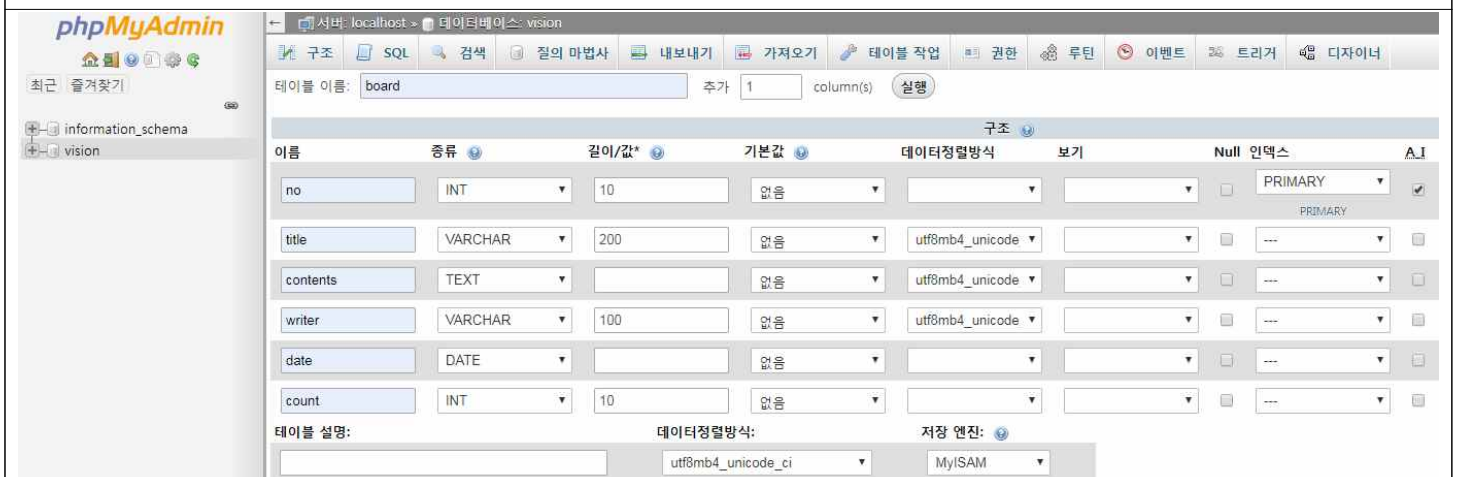 phpMyAdmin
최근 즐겨찾기
information_schema
vision
서버: localhost » 데이터베이스: vision
구조 SQL 검색 질의 마법사 내보내기 가져오기 테이블 작업 권한 루틴 이벤트 트리거 디자이너
테이블 이름: board 추가 1 column(s) 실행
구조
이름 종류 길이/값* 기본값 데이터정렬방식 보기 Null 인덱스 A_I
no INT 10 없음 PRIMARY
PRIMARY
title VARCHAR 200 없음 utf8mb4_unicode ---
contents TEXT 없음 utf8mb4_unicode ---
writer VARCHAR 100 없음 utf8mb4_unicode ---
date DATE 없음 ---
count INT 10 없음 ---
테이블 설명: 데이터정렬방식: 저장 엔진:
utf8mb4_unicode_ci MyISAM